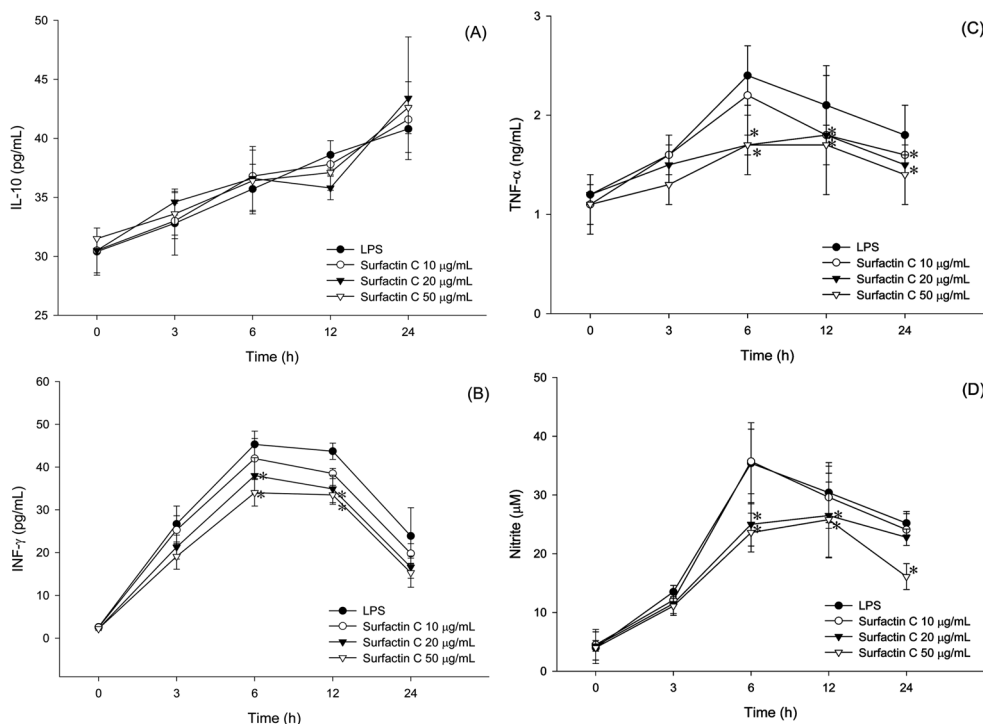 (A)
IL-10 (pg/mL)
50
45
40
35
30
25
LPS
Surfactin C 10 μg/mL
Surfactin C 20 μg/mL
Surfactin C 50 μg/mL
0 3 6 12 24
Time (h)
(C)
TNF-α (ng/mL)
3
2
1
0
* * * * * *
LPS
Surfactin C 10 μg/mL
Surfactin C 20 μg/mL
Surfactin C 50 μg/mL
0 3 6 12 24
Time (h)
(B)
INF-γ (pg/mL)
60
50
40
30
20
10
0
* * * *
LPS
Surfactin C 10 μg/mL
Surfactin C 20 μg/mL
Surfactin C 50 μg/mL
0 3 6 12 24
Time (h)
(D)
Nitrite (μM)
50
40
30
20
10
0
* * * * *
LPS
Surfactin C 10 μg/mL
Surfactin C 20 μg/mL
Surfactin C 50 μg/mL
0 3 6 12 24
Time (h)